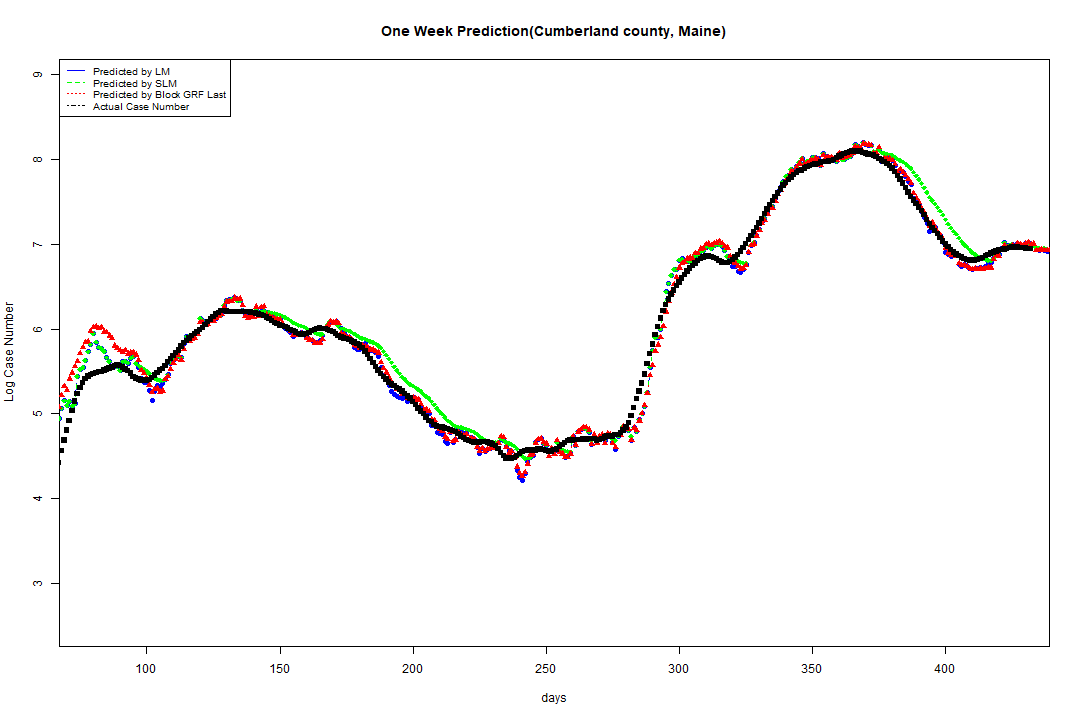 One Week Prediction(Cumberland county, Maine)
Predicted by LM
Predicted by SLM
Predicted by Block GRF Last
Actual Case Number
9
8
7
6
5
4
3
Log Case Number
100 150 200 250 300 350 400
days